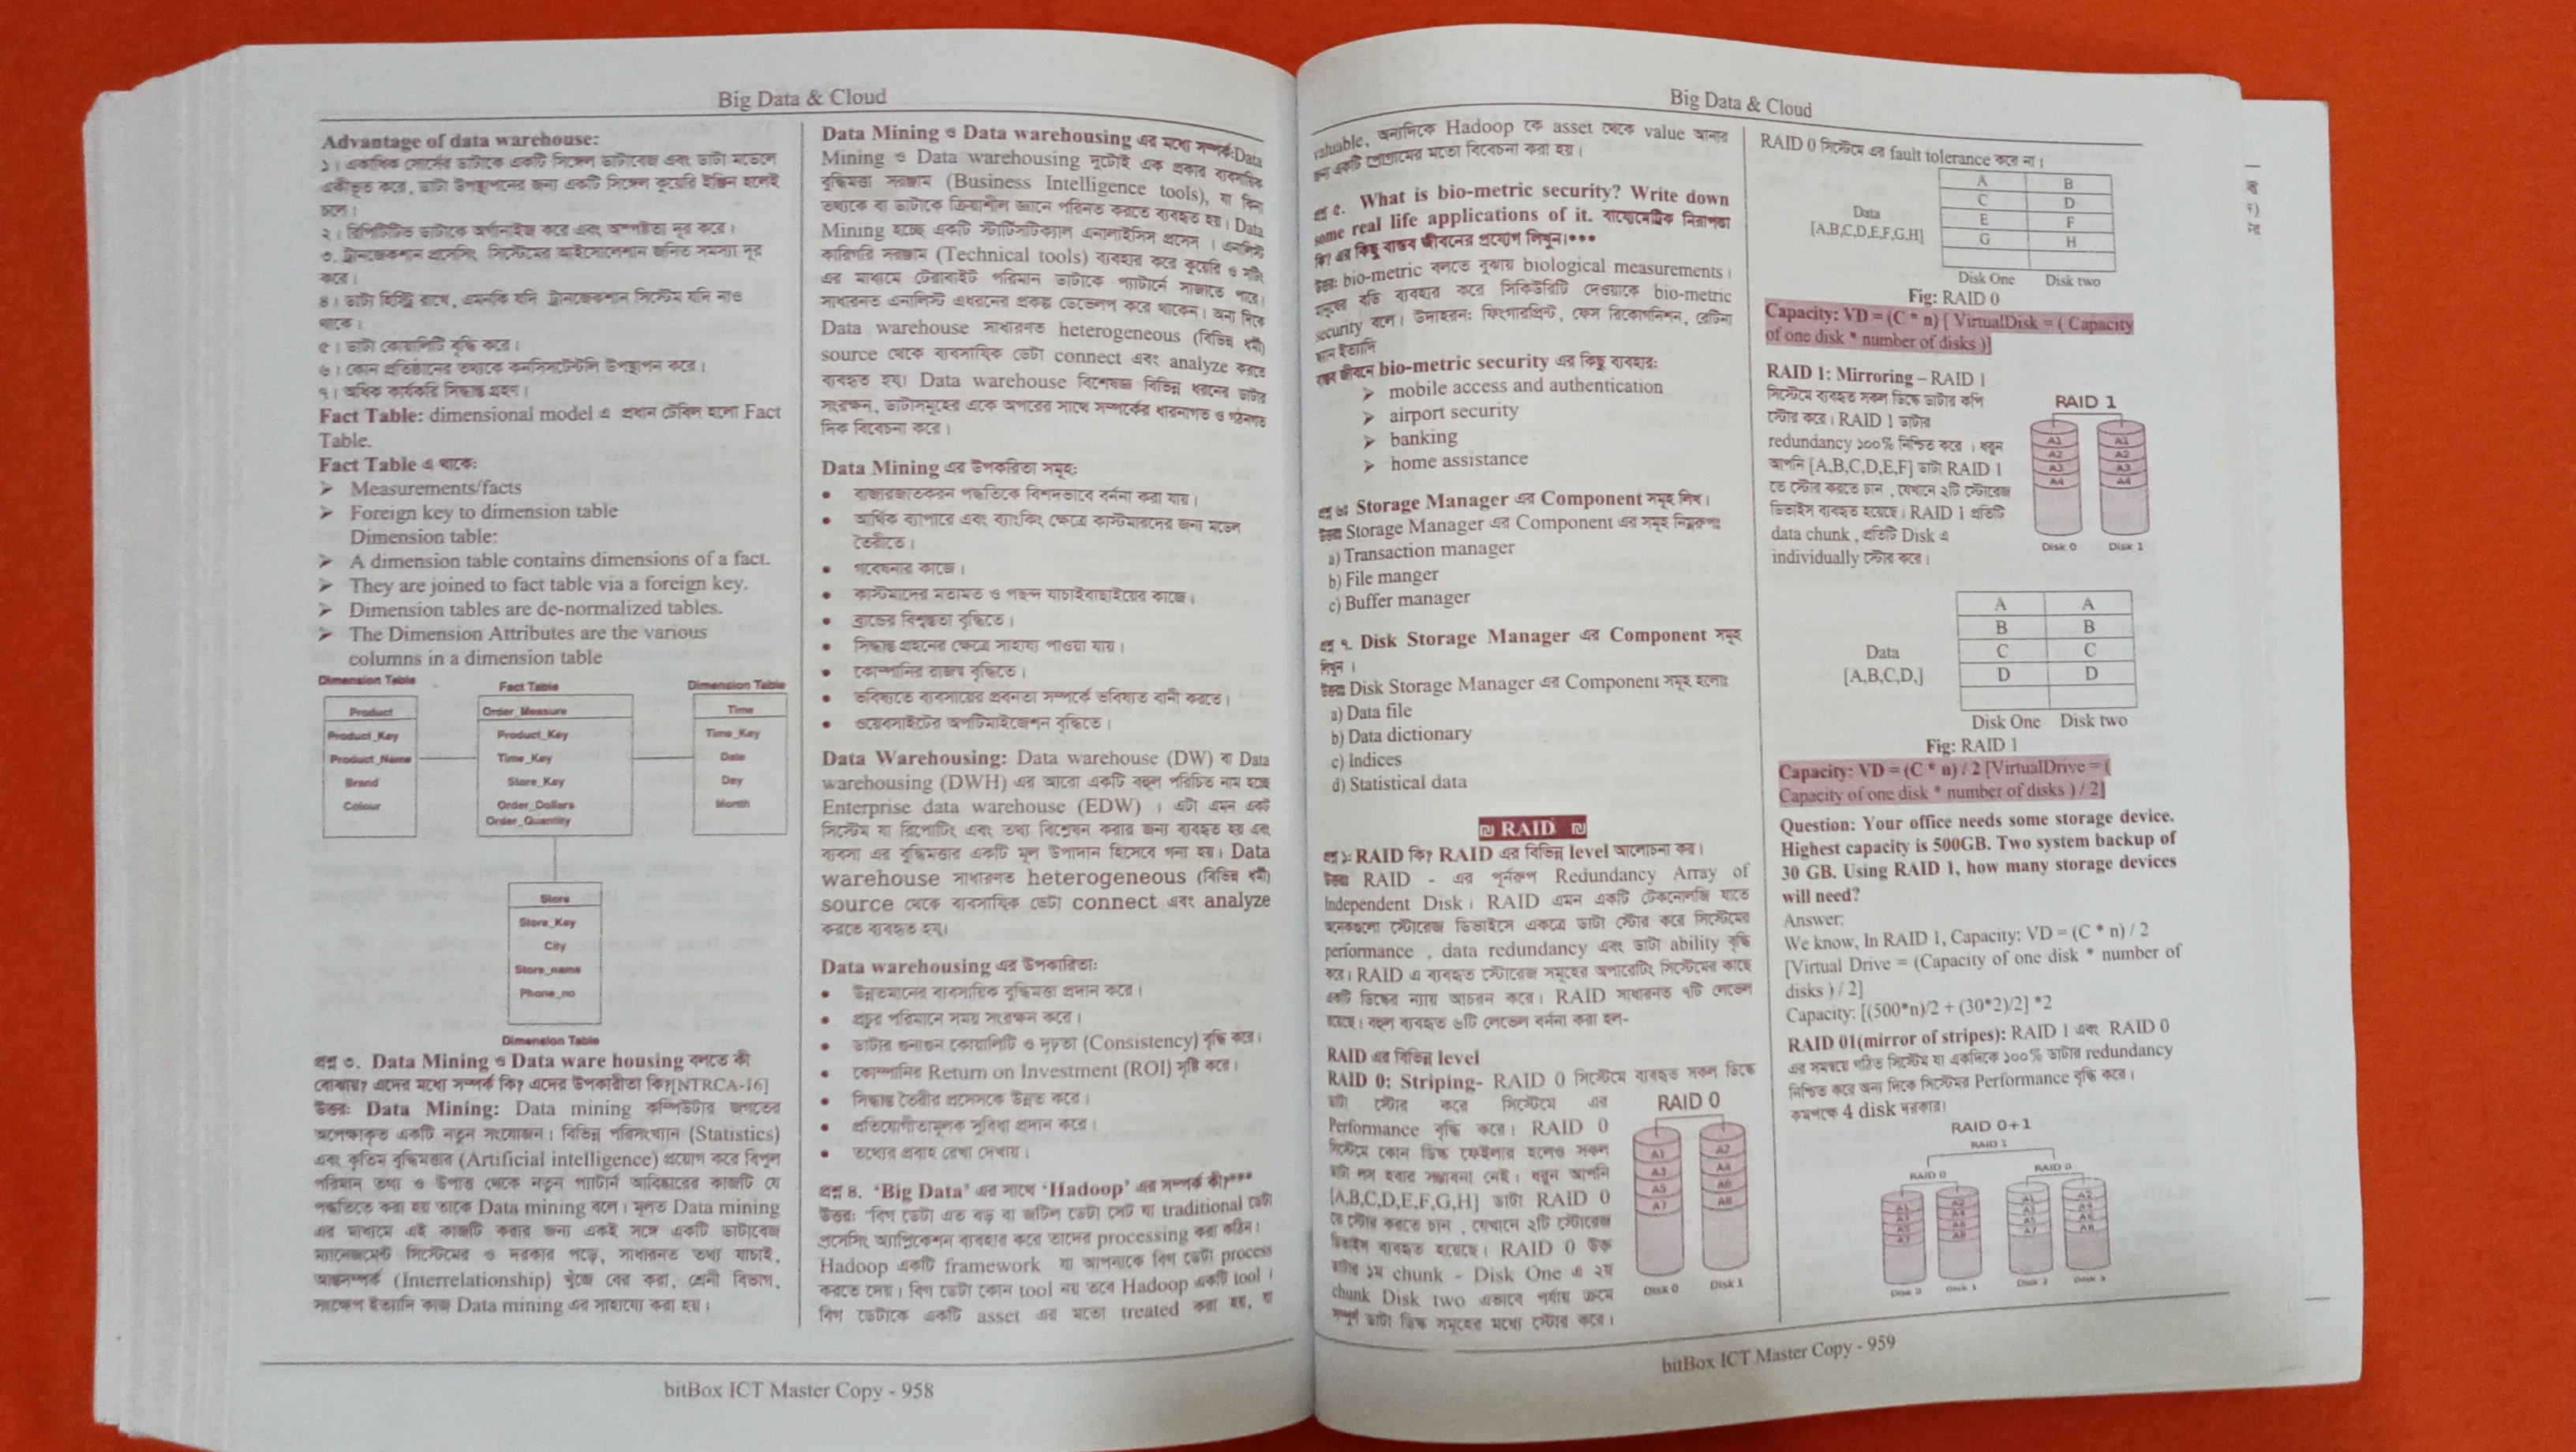 Big Data & Cloud
Advantage of data warehouse:
১। একাধিক সোর্সের ডাটাকে একটি সিঙ্গেল ডাটাবেজ এবং ডাটা মডেলে
একীভূত করে, ডাটা উপস্থাপনের জন্য একটি সিঙ্গেল কুয়েরি ইঞ্জিন হলেই
চলে।
২। রিপিটিটিভ ডাটাকে অর্গানাইজ করে এবং অস্পষ্টতা দূর করে।
৩. ট্রানজেকশান প্রসেসিং সিস্টেমের আইসোলেশান জনিত সমস্যা দূর
করে।
৪। ডাটা হিস্ট্রি রাখে, এমনকি যদি ট্রানজেকশান সিস্টেম যদি নাও
থাকে।
৫। ডাটা কোয়ালিটি বৃদ্ধি করে।
৬। কোন প্রতিষ্ঠানের তথ্যকে কনসিসটেন্টলি উপস্থাপন করে।
৭। অধিক কার্যকরি সিদ্ধান্ত গ্রহণ।
Fact Table: dimensional model এ প্রধান টেবিল হলো Fact
Table.
Fact Table এ থাকে:
➢ Measurements/facts
➢ Foreign key to dimension table
Dimension table:
➢ A dimension table contains dimensions of a fact.
➢ They are joined to fact table via a foreign key.
➢ Dimension tables are de-normalized tables.
➢ The Dimension Attributes are the various
columns in a dimension table
Dimension Table
Product
Product_Key
Product_Name
Brand
Colour
Fact Table
Order_Measure
Product_Key
Time_Key
Store_Key
Order_Dollars
Order_Quantity
Dimension Table
Time
Time_Key
Date
Day
Month
Store
Store_Key
City
Store_name
Phone_no
Dimension Table
প্রশ্ন ৩. Data Mining ও Data ware housing বলতে কী
বোঝায়? এদের মধ্যে সম্পর্ক কি? এদের উপকারীতা কি?[NTRCA-16]
উত্তর: Data Mining: Data mining কম্পিউটার জগতের
অপেক্ষাকৃত একটি নতুন সংযোজন। বিভিন্ন পরিসংখ্যান (Statistics)
এবং কৃতিম বুদ্ধিমত্তার (Artificial intelligence) প্রয়োগ করে বিপুল
পরিমান তথ্য ও উপাত্ত থেকে নতুন প্যাটার্ন আবিষ্কারের কাজটি যে
পদ্ধতিতে করা হয় তাকে Data mining বলে। মূলত Data mining
এর মাধ্যমে এই কাজটি করার জন্য একই সঙ্গে একটি ডাটাবেজ
ম্যানেজমেন্ট সিস্টেমের ও দরকার পড়ে, সাধারনত তথ্য যাচাই,
আন্তসম্পর্ক (Interrelationship) খুঁজে বের করা, শ্রেনী বিভাগ,
সংক্ষেপ ইত্যাদি কাজ Data mining এর সাহায্যে করা হয়।
Data Mining ও Data warehousing এর মধ্যে সম্পর্ক:Data
Mining ও Data warehousing দুটোই এক প্রকার ব্যবসায়িক
বুদ্ধিমত্তা সরঞ্জাম (Business Intelligence tools), যা কিনা
তথ্যকে বা ডাটাকে ক্রিয়াশীল জ্ঞানে পরিনত করতে ব্যবহৃত হয়। Data
Mining হচ্ছে একটি স্টাটিসটিক্যাল এনালাইসিস প্রসেস। এনলিস্ট
কারিগরি সরঞ্জাম (Technical tools) ব্যবহার করে কুয়েরি ও সর্টিং
এর মাধ্যমে টেরাবাইট পরিমান ডাটাকে প্যাটার্নে সাজাতে পারে।
সাধারনত এনালিস্ট এধরনের প্রকল্প ডেভেলপ করে থাকেন। অন্য দিকে
Data warehouse সাধারণত heterogeneous (বিভিন্ন ধর্মী)
source থেকে ব্যবসায়িক ডেটা connect এবং analyze করতে
ব্যবহৃত হয়। Data warehouse বিশেষজ্ঞ বিভিন্ন ধরনের ডাটার
সংরক্ষন, ডাটাসমূহের একে অপরের সাথে সম্পর্কের ধারনাগত ও গঠনগত
দিক বিবেচনা করে।
Data Mining এর উপকরিতা সমূহ:
• বাজারজাতকরন পদ্ধতিকে বিশদভাবে বর্ননা করা যায়।
• আর্থিক ব্যাপারে এবং ব্যাংকিং ক্ষেত্রে কাস্টমারদের জন্য মডেল
তৈরীতে।
• গবেষনার কাজে।
• কাস্টমাদের মতামত ও পছন্দ যাচাইবাছাইয়ের কাজে।
• ব্রান্ডের বিশ্বস্ততা বৃদ্ধিতে।
• সিদ্ধান্ত গ্রহনের ক্ষেত্রে সাহায্য পাওয়া যায়।
• কোম্পানির রাজস্ব বৃদ্ধিতে।
• ভবিষ্যতে ব্যবসায়ের প্রবনতা সম্পর্কে ভবিষ্যত বানী করতে।
• ওয়েবসাইটের অপটিমাইজেশন বৃদ্ধিতে।
Data Warehousing: Data warehouse (DW) বা Data
warehousing (DWH) এর আরো একটি বহুল পরিচিত নাম হচ্ছে
Enterprise data warehouse (EDW) । এটা এমন একট
সিস্টেম যা রিপোটিং এবং তথ্য বিশ্লেষন করার জন্য ব্যবহৃত হয় এবং
ব্যবসা এর বুদ্ধিমত্তার একটি মূল উপাদান হিসেবে গন্য হয়। Data
warehouse সাধারণত heterogeneous (বিভিন্ন ধর্মী)
source থেকে ব্যবসায়িক ডেটা connect এবং analyze
করতে ব্যবহৃত হয়।
Data warehousing এর উপকারিতা:
• উন্নতমানের ব্যবসায়িক বুদ্ধিমত্তা প্রদান করে।
• প্রচুর পরিমানে সময় সংরক্ষন করে।
• ডাটার গুনাগুন কোয়ালিটি ও দৃঢ়তা (Consistency) বৃদ্ধি করে।
• কোম্পানির Return on Investment (ROI) সৃষ্টি করে।
• সিদ্ধান্ত তৈরীর প্রসেসকে উন্নত করে।
• প্রতিযোগীতামূলক সুবিধা প্রদান করে।
• তথ্যের প্রবাহ রেখা দেখায়।
প্রশ্ন ৪. ‘Big Data’ এর সাথে ‘Hadoop’ এর সম্পর্ক কী?***
উত্তর: "বিগ ডেটা এত বড় বা জটিল ডেটা সেট যা traditional ডেটা
প্রসেসিং অ্যাপ্লিকেশন ব্যবহার করে তাদের processing করা কঠিন।
Hadoop একটি framework যা আপনাকে বিগ ডেটা process
করতে দেয়। বিগ ডেটা কোন tool নয় তবে Hadoop একটি tool ।
বিগ ডেটাকে একটি asset এর মতো treated করা হয়, যা
bitBox ICT Master Copy - 958
Big Data & Cloud
valuable, অন্যদিকে Hadoop কে asset থেকে value আনার
জন্য একটি প্রোগ্রামের মতো বিবেচনা করা হয়।
প্রশ্ন ৫. What is bio-metric security? Write down
some real life applications of it. বায়োমেট্রিক নিরাপত্তা
কি? এর কিছু বাস্তব জীবনের প্রযোগ লিখুন।•••
উত্তর: bio-metric বলতে বুঝায় biological measurements।
মানুষের বডি ব্যবহার করে সিকিউরিটি দেওয়াকে bio-metric
security বলে। উদাহরন: ফিংগারপ্রিন্ট, ফেস রিকোগনিশন, রেটিনা
স্ক্যান ইত্যাদি
বাস্তব জীবনে bio-metric security এর কিছু ব্যবহার:
➢ mobile access and authentication
➢ airport security
➢ banking
➢ home assistance
প্রশ্ন ৬ঃ Storage Manager এর Component সমূহ লিখ।
উত্তরঃ Storage Manager এর Component এর সমূহ নিম্নরুপঃ
a) Transaction manager
b) File manger
c) Buffer manager
প্রশ্ন ৭. Disk Storage Manager এর Component সমূহ
লিখুন ।
উত্তরঃ Disk Storage Manager এর Component সমূহ হলোঃ
a) Data file
b) Data dictionary
c) Indices
d) Statistical data
RAID
প্রশ্ন ১: RAID কি? RAID এর বিভিন্ন level আলোচনা কর।
উত্তরঃ RAID - এর পূর্নরুপ Redundancy Array of
Independent Disk। RAID এমন একটি টেকনোলজি যাতে
অনেকগুলো স্টোরেজ ডিভাইসে একত্রে ডাটা স্টোর করে সিস্টেমের
performance , data redundancy এবং ডাটা ability বৃদ্ধি
করে। RAID এ ব্যবহৃত স্টোরেজ সমূহের অপারেটিং সিস্টেমের কাছে
একটি ডিস্কের ন্যায় আচরন করে। RAID সাধারনত ৭টি লেভেল
রয়েছে। বহুল ব্যবহৃত ৬টি লেভেল বর্ননা করা হল-
RAID এর বিভিন্ন level
RAID 0: Striping- RAID 0 সিস্টেমে ব্যবহৃত সকল ডিস্কে
ডাটা স্টোর করে সিস্টেমে এর
Performance বৃদ্ধি করে। RAID 0
সিস্টেমে কোন ডিস্ক ফেইলার হলেও সকল
ডাটা লস হবার সম্ভাবনা নেই। ধরুন আপনি
[A,B,C,D,E,F,G,H] ডাটা RAID 0
তে স্টোর করতে চান , যেখানে ২টি স্টোরেজ
ডিভাইস ব্যবহৃত হয়েছে। RAID 0 উক্ত
ডাটার ১ম chunk - Disk One এ ২য়
chunk Disk two এভাবে পর্যায় ক্রমে
সম্পূর্ণ ডাটা ডিস্ক সমূহের মধ্যে স্টোর করে।
RAID 0
A1 A2
A3 A4
A5 A6
A7 A8
Disk 0 Disk 1
RAID 0 সিস্টেমে এর fault tolerance করে না।
A B
C D
E F
G H
Data
[A,B,C,D,E,F,G,H]
Disk One Disk two
Fig: RAID 0
Capacity: VD = (C * n) [ VirtualDisk = ( Capacity
of one disk * number of disks )]
RAID 1: Mirroring – RAID 1
সিস্টেমে ব্যবহৃত সকল ডিস্কে ডাটার কপি
স্টোর করে। RAID 1 ডাটার
redundancy ১০০% নিশ্চিত করে । ধরুন
আপনি [A,B,C,D,E,F] ডাটা RAID 1
তে স্টোর করতে চান , যেখানে ২টি স্টোরেজ
ডিভাইস ব্যবহৃত হয়েছে। RAID 1 প্রতিটি
data chunk , প্রতিটি Disk এ
individually স্টোর করে।
RAID 1
A1 A1
A2 A2
A3 A3
A4 A4
Disk 0 Disk 1
A A
B B
C C
D D
Data
[A,B,C,D,]
Disk One Disk two
Fig: RAID 1
Capacity: VD = (C * n) / 2 [VirtualDrive = (
Capacity of one disk * number of disks ) / 2]
Question: Your office needs some storage device.
Highest capacity is 500GB. Two system backup of
30 GB. Using RAID 1, how many storage devices
will need?
Answer:
We know, In RAID 1, Capacity: VD = (C * n) / 2
[Virtual Drive = (Capacity of one disk * number of
disks ) / 2]
Capacity: [(500*n)/2 + (30*2)/2] *2
RAID 01(mirror of stripes): RAID 1 এবং RAID 0
এর সমন্বয়ে গঠিত সিস্টেম যা একদিকে ১০০% ডাটার redundancy
নিশ্চিত করে অন্য দিকে সিস্টেমর Performance বৃদ্ধি করে।
কমপক্ষে 4 disk দরকার।
RAID 0+1
RAID 1
RAID 0 RAID 0
A1 A2 A1 A2
A3 A4 A3 A4
A5 A6 A5 A6
A7 A8 A7 A8
Disk 0 Disk 1 Disk 2 Disk 3
bitBox ICT Master Copy - 959